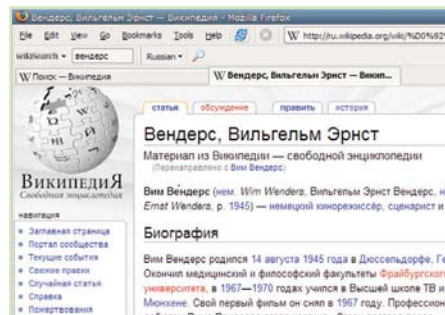 Вендерс, Вильгельм Эрнст — Википедия - Mozilla Firefox
File Edit View Go Bookmarks Tools Help
W http://ru.wikipedia.org/wiki/%D0%92%
wikisearch вендерс Russian
W Поиск — Википедия
W Вендерс, Вильгельм Эрнст — Викип...
статья обсуждение править история
Вендерс, Вильгельм Эрнст
Материал из Википедии — свободной энциклопедии
(Перенаправлено с Вим Вендерс)
Вим Ве́ндерс (нем. Wim Wenders, Вильгельм Эрнст Вендерс,
Ernst Wenders, р. 1945) — немецкий кинорежиссёр, сценарист и
Биография
Вим Вендерс родился 14 августа 1945 года в Дюссельдорфе,
Окончил медицинский и философский факультеты Фрайбургского
университета, в 1967—1970 годах учился в Высшей школе ТВ и
Мюнхене. Свой первый фильм он снял в 1967 году.
ВикипедиЯ
Свободная энциклопедия
навигация
Заглавная страница
Портал сообщества
Текущие события
Свежие правки
Случайная статья
Справка
Пожертвования